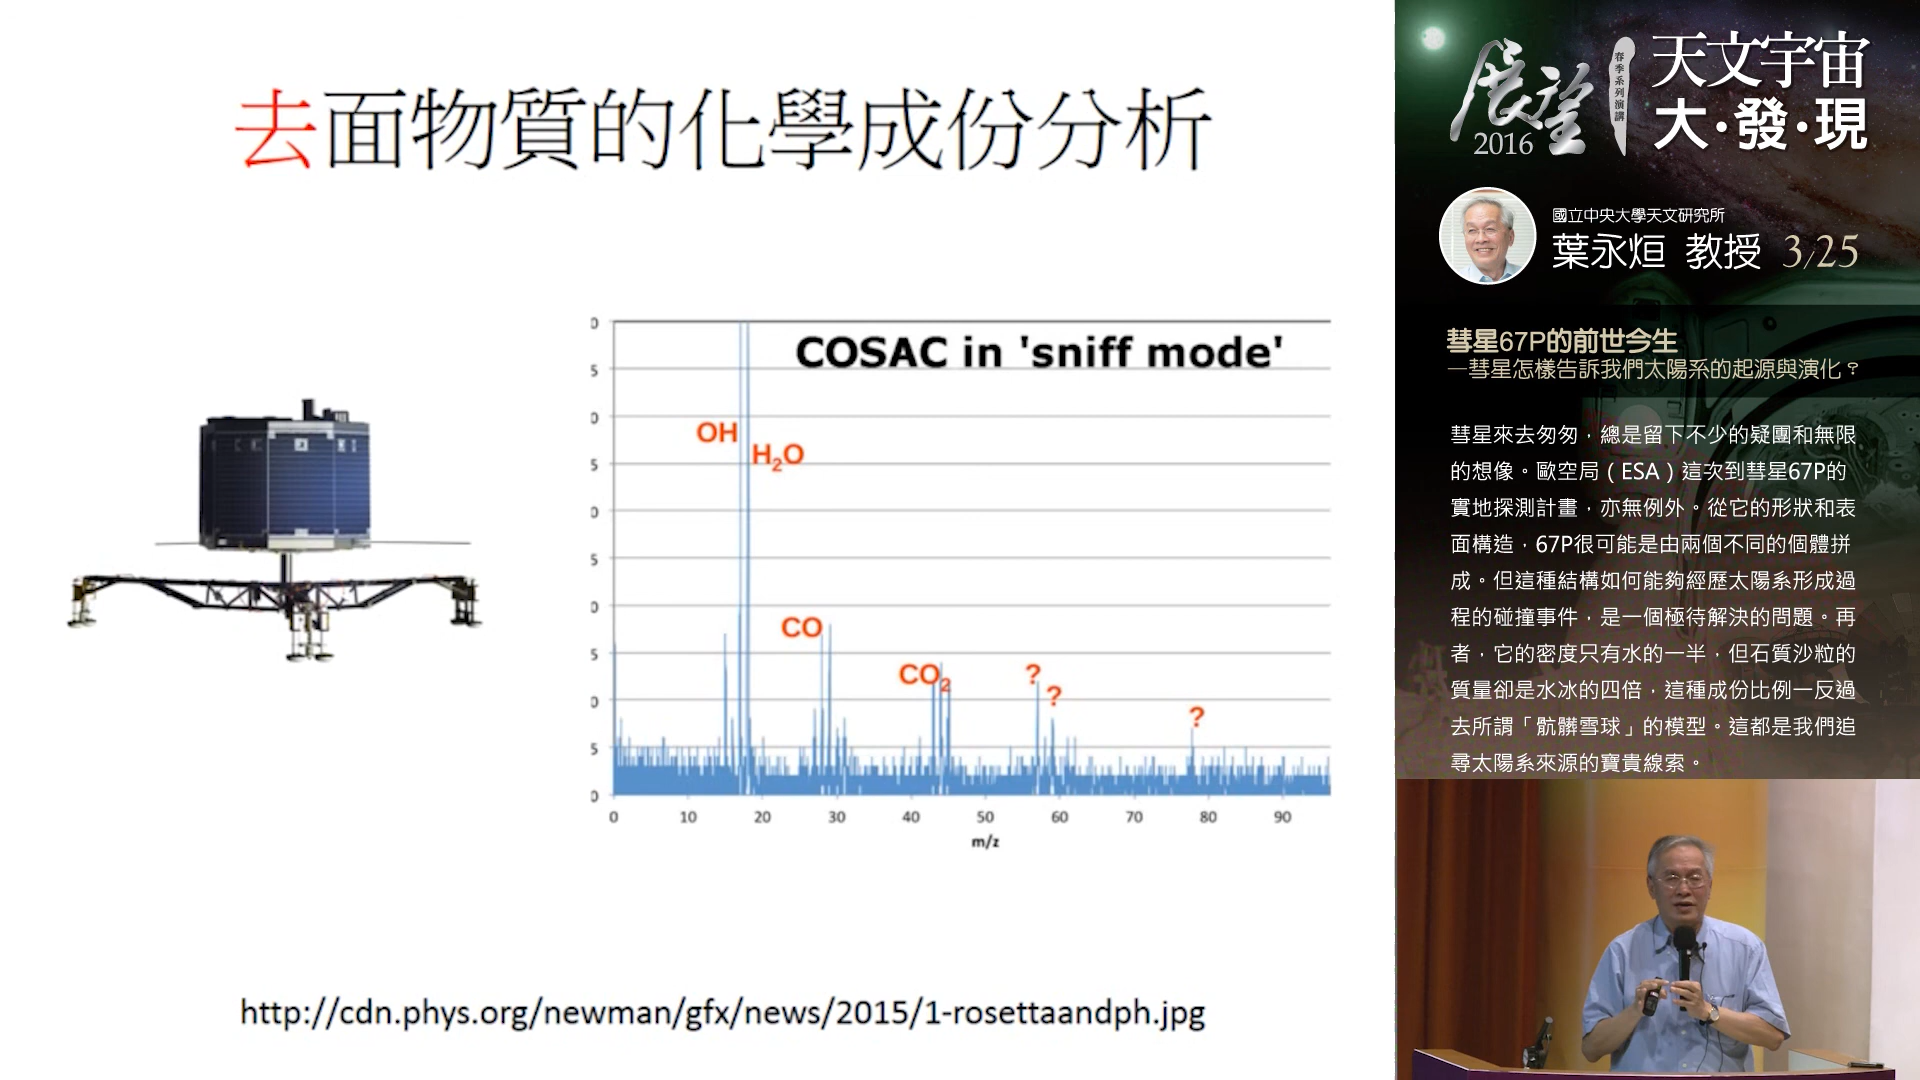 去面物質的化學成份分析
COSAC in 'sniff mode'
OH
H₂O
CO
CO₂
?
?
?
0
5
0
5
0
5
0
5
0
5
0
0 10 20 30 40 50 60 70 80 90
m/z
http://cdn.phys.org/newman/gfx/news/2015/1-rosettaandph.jpg
展望
2016
春季系列演講
天文宇宙
大·發·現
國立中央大學天文研究所
葉永烜 教授 3/25
彗星67P的前世今生
—彗星怎樣告訴我們太陽系的起源與演化？
彗星來去匆匆，總是留下不少的疑團和無限
的想像。歐空局（ESA）這次到彗星67P的
實地探測計畫，亦無例外。從它的形狀和表
面構造，67P很可能是由兩個不同的個體拼
成。但這種結構如何能夠經歷太陽系形成過
程的碰撞事件，是一個極待解決的問題。再
者，它的密度只有水的一半，但石質沙粒的
質量卻是水冰的四倍，這種成份比例一反過
去所謂「骯髒雪球」的模型。這都是我們追
尋太陽系來源的寶貴線索。